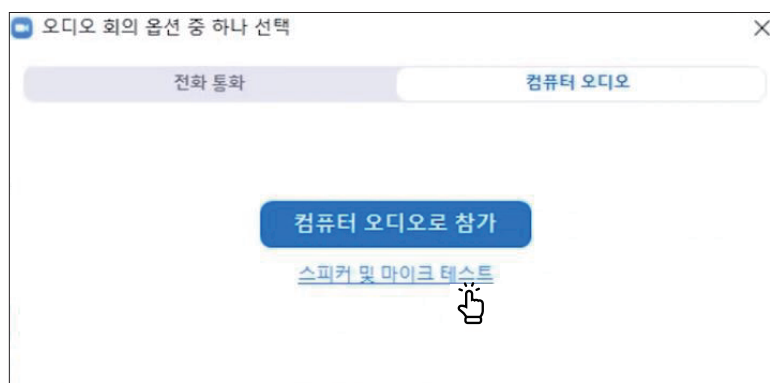 오디오 회의 옵션 중 하나 선택
전화 통화 컴퓨터 오디오
컴퓨터 오디오로 참가
스피커 및 마이크 테스트